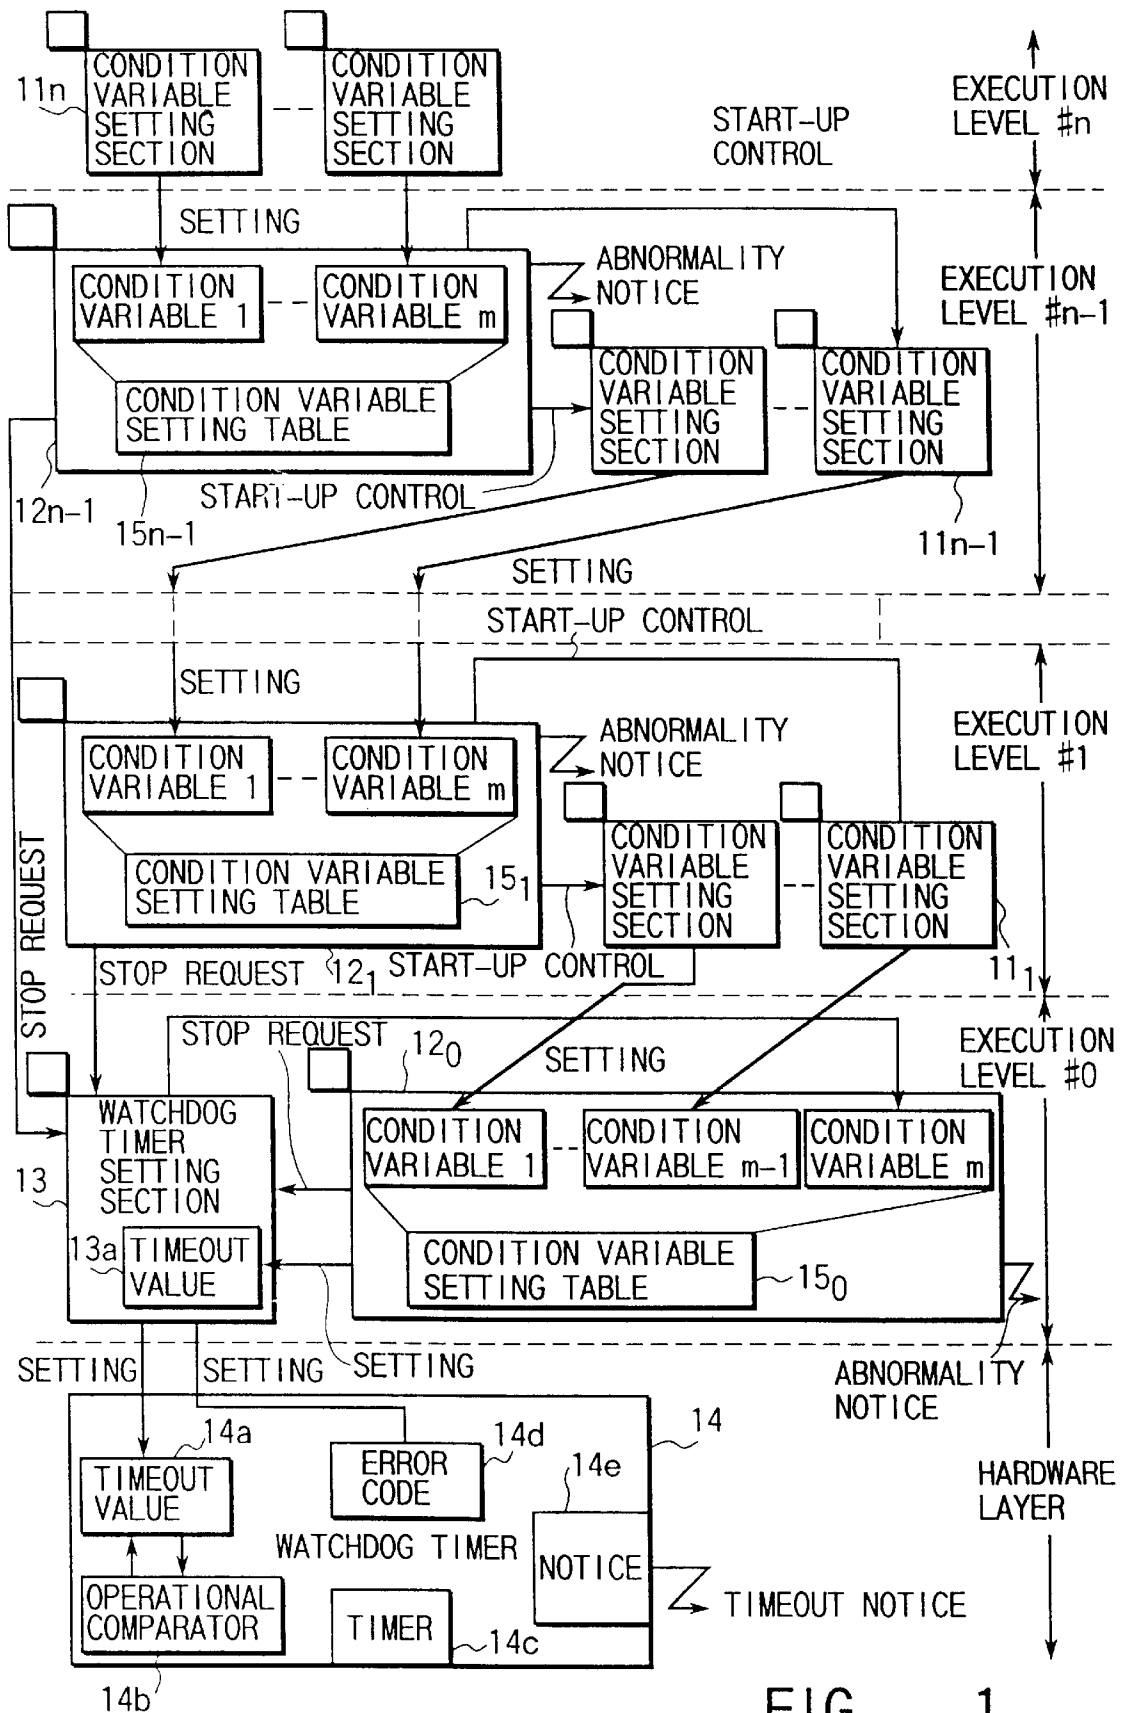 CONDITION
VARIABLE
SETTING
SECTION
CONDITION
VARIABLE
SETTING
SECTION
11n
START-UP
CONTROL
EXECUTION
LEVEL #n
SETTING
CONDITION
VARIABLE 1
CONDITION
VARIABLE m
ABNORMALITY
NOTICE
EXECUTION
LEVEL #n-1
CONDITION VARIABLE
SETTING TABLE
CONDITION
VARIABLE
SETTING
SECTION
CONDITION
VARIABLE
SETTING
SECTION
12n-1
15n-1
START-UP CONTROL
11n-1
SETTING
START-UP CONTROL
SETTING
CONDITION
VARIABLE 1
CONDITION
VARIABLE m
ABNORMALITY
NOTICE
EXECUTION
LEVEL #1
CONDITION VARIABLE
SETTING TABLE
151
CONDITION
VARIABLE
SETTING
SECTION
CONDITION
VARIABLE
SETTING
SECTION
STOP REQUEST
STOP REQUEST
121
START-UP CONTROL
111
STOP REQUEST
120
SETTING
EXECUTION
LEVEL #0
WATCHDOG
TIMER
SETTING
SECTION
13
13a
TIMEOUT
VALUE
CONDITION
VARIABLE 1
CONDITION
VARIABLE m-1
CONDITION
VARIABLE m
CONDITION VARIABLE
SETTING TABLE
150
SETTING
SETTING
SETTING
ABNORMALITY
NOTICE
14a
14d
14
14e
TIMEOUT
VALUE
ERROR
CODE
HARDWARE
LAYER
WATCHDOG TIMER
NOTICE
OPERATIONAL
COMPARATOR
TIMER
14c
TIMEOUT NOTICE
14b
FIG. 1